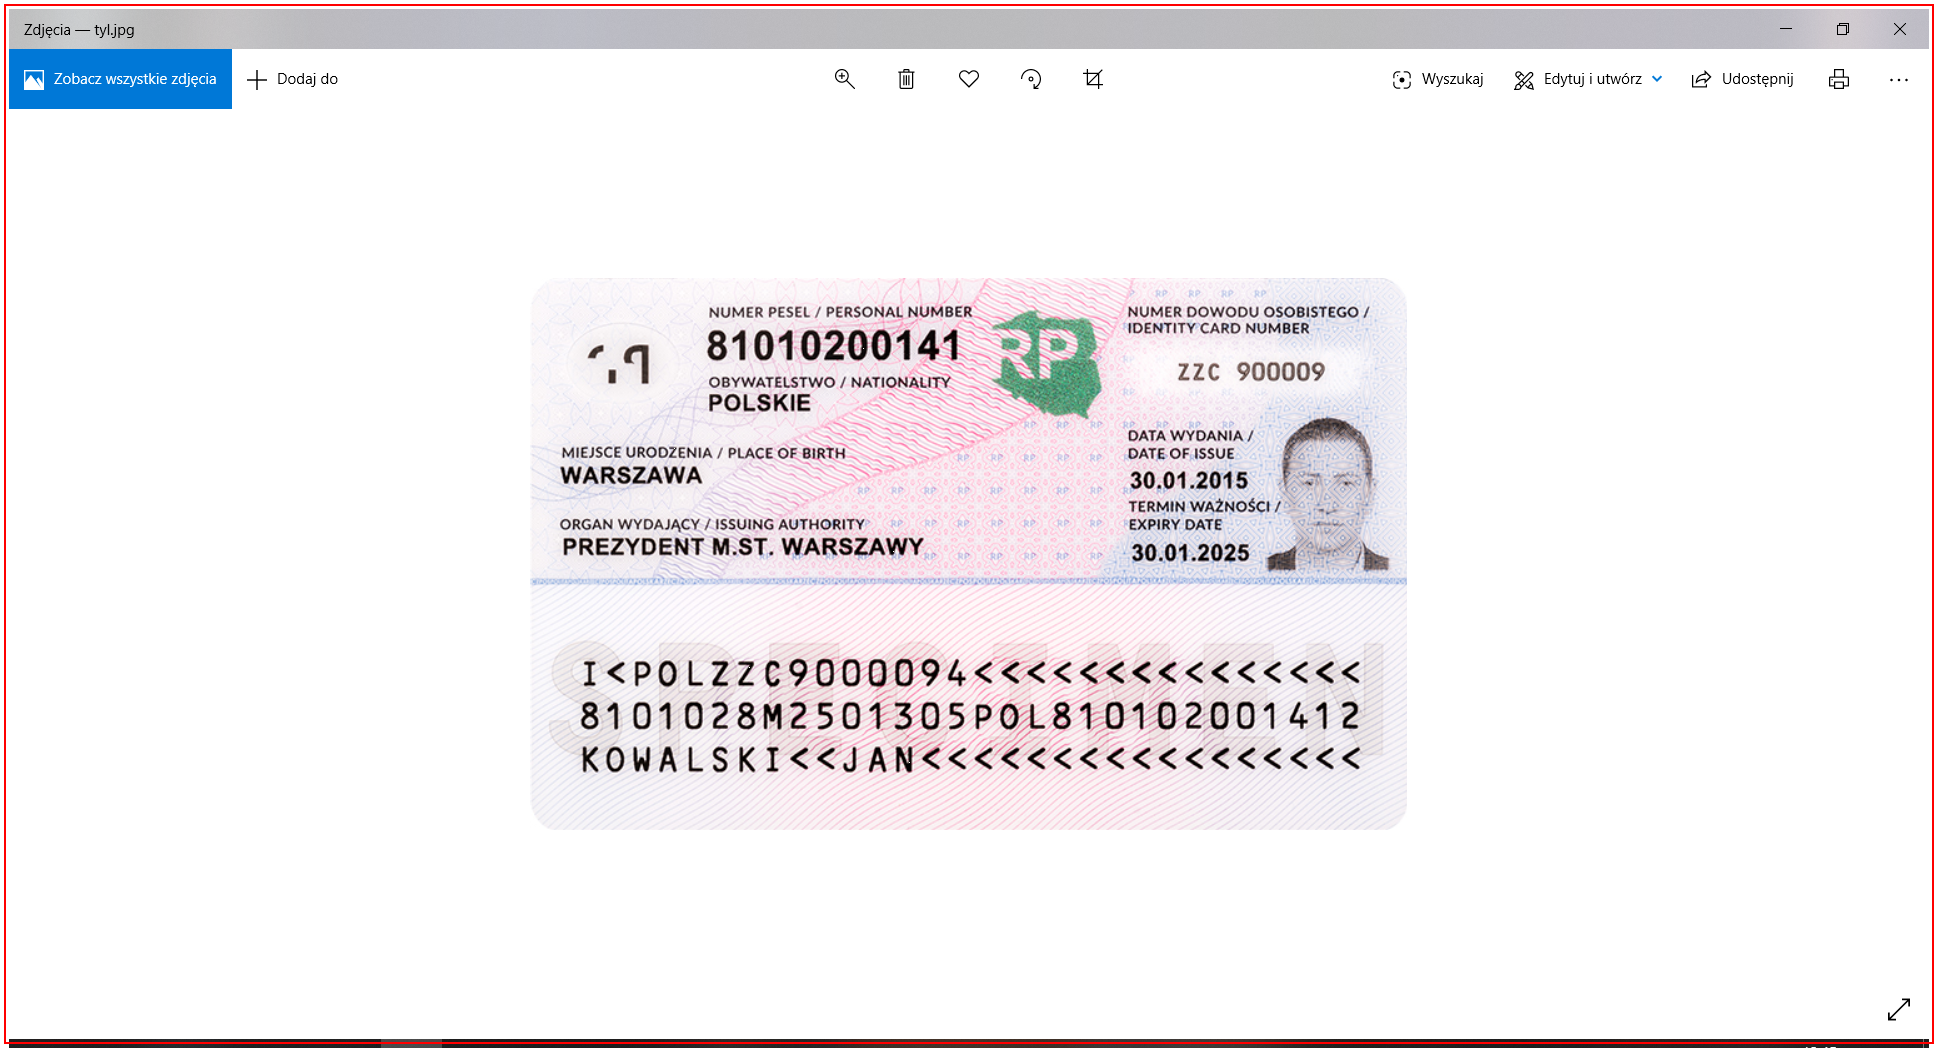 Zdjęcia — tyl.jpg
Zobacz wszystkie zdjęcia
Dodaj do
Wyszukaj
Edytuj i utwórz
Udostępnij
NUMER PESEL / PERSONAL NUMBER
81010200141
OBYWATELSTWO / NATIONALITY
POLSKIE
RP
NUMER DOWODU OSOBISTEGO /
IDENTITY CARD NUMBER
ZZC 900009
MIEJSCE URODZENIA / PLACE OF BIRTH
WARSZAWA
DATA WYDANIA /
DATE OF ISSUE
30.01.2015
TERMIN WAŻNOŚCI /
EXPIRY DATE
30.01.2025
ORGAN WYDAJĄCY / ISSUING AUTHORITY
PREZYDENT M.ST. WARSZAWY
SPECIMEN
I<POLZZC9000094<<<<<<<<<<<<<<<
8101028M2501305POL810102001412
KOWALSKI<<JAN<<<<<<<<<<<<<<<<<